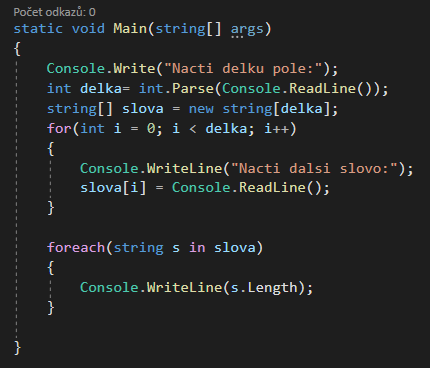 Počet odkazů: 0
static void Main(string[] args)
{
Console.Write("Nacti delku pole:");
int delka= int.Parse(Console.ReadLine());
string[] slova = new string[delka];
for(int i = 0; i < delka; i++)
{
Console.WriteLine("Nacti dalsi slovo:");
slova[i] = Console.ReadLine();
}
foreach(string s in slova)
{
Console.WriteLine(s.Length);
}
}